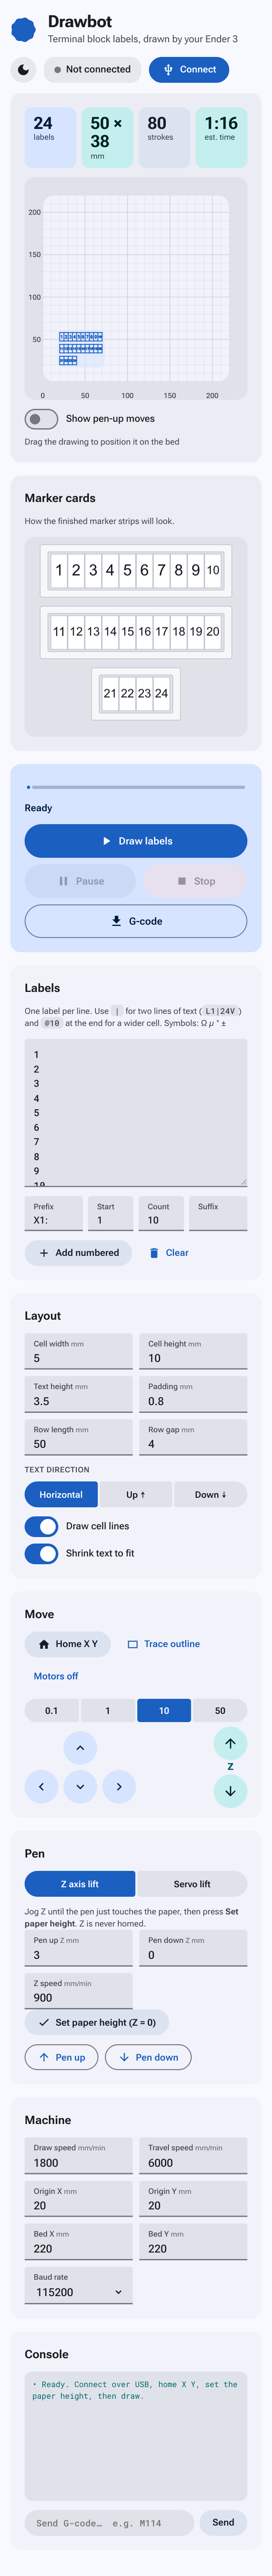 Drawbot
Terminal block labels, drawn by your Ender 3
Not connected
Connect
24
labels
50 ×
38
mm
80
strokes
1:16
est. time
200
150
100
50
0 50 100 150 200
Show pen-up moves
Drag the drawing to position it on the bed
Marker cards
How the finished marker strips will look.
1 2 3 4 5 6 7 8 9 10
11 12 13 14 15 16 17 18 19 20
21 22 23 24
Ready
Draw labels
Pause
Stop
G-code
Labels
One label per line. Use | for two lines of text ( L1|24V )
and @10 at the end for a wider cell. Symbols: Ω µ ° ±
1
2
3
4
5
6
7
8
9
10
Prefix Start Count Suffix
X1: 1 10
Add numbered
Clear
Layout
Cell width mm
5
Cell height mm
10
Text height mm
3.5
Padding mm
0.8
Row length mm
50
Row gap mm
4
TEXT DIRECTION
Horizontal
Up ↑
Down ↓
Draw cell lines
Shrink text to fit
Move
Home X Y
Trace outline
Motors off
0.1 1 10 50
Z
Pen
Z axis lift
Servo lift
Jog Z until the pen just touches the paper, then press Set
paper height. Z is never homed.
Pen up Z mm
3
Pen down Z mm
0
Z speed mm/min
900
Set paper height (Z = 0)
Pen up
Pen down
Machine
Draw speed mm/min
1800
Travel speed mm/min
6000
Origin X mm
20
Origin Y mm
20
Bed X mm
220
Bed Y mm
220
Baud rate
115200
Console
• Ready. Connect over USB, home X Y, set the
paper height, then draw.
Send G-code… e.g. M114
Send